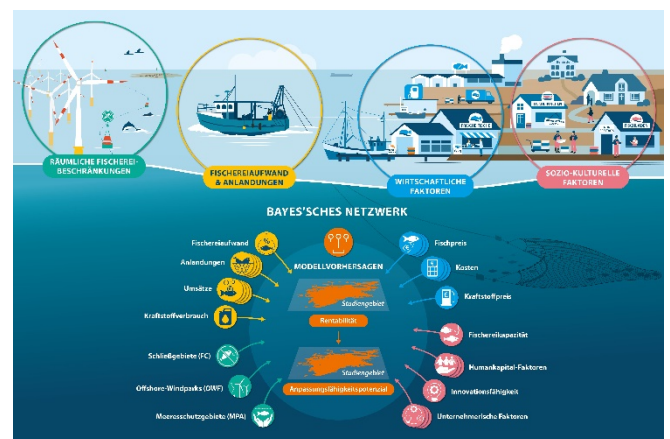 RÄUMLICHE FISCHEREI-
BESCHRÄNKUNGEN
FISCHEREIAUFWAND
& ANLANDUNGEN
WIRTSCHAFTLICHE
FAKTOREN
SOZIO-KULTURELLE
FAKTOREN
BAYES'SCHES NETZWERK
Fischereiaufwand
Anlandungen
Umsätze
Kraftstoffverbrauch
Schließgebiete (FC)
Offshore-Windparks (OWF)
Meeresschutzgebiete (MPA)
MODELLVORHERSAGEN
Studiengebiet
Rentabilität
Studiengebiet
Anpassungsfähigkeitspotenzial
Fischpreis
Kosten
Kraftstoffpreis
Fischereikapazität
Humankapital-Faktoren
Innovationsfähigkeit
Unternehmerische Faktoren